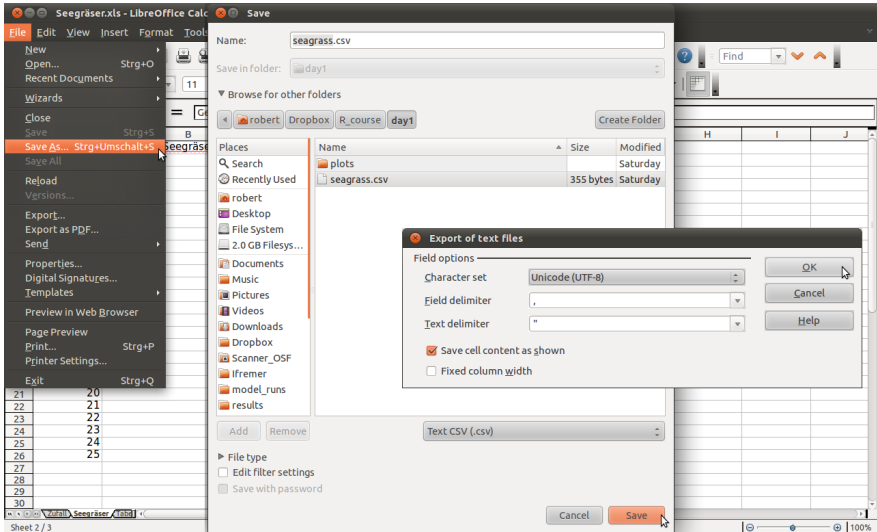 Seegräser.xls - LibreOffice Calc
File Edit View Insert Format Tools
New
Open... Strg+O
Recent Documents
Wizards
Close
Save Strg+S
Save As... Strg+Umschalt+S
Save All
Reload
Versions...
Export...
Export as PDF...
Send
Properties...
Digital Signatures...
Templates
Preview in Web Browser
Page Preview
Print... Strg+P
Printer Settings...
Exit Strg+Q
11
Find
Ge
B
H I J
Seegräse
Save
Name: seagrass.csv
Save in folder: day1
Browse for other folders
robert Dropbox R_course day1 Create Folder
Places
Search
Recently Used
robert
Desktop
File System
2.0 GB Filesys...
Documents
Music
Pictures
Videos
Downloads
Dropbox
Scanner_OSF
Ifremer
model_runs
results
Add Remove
Name Size Modified
plots Saturday
seagrass.csv 355 bytes Saturday
Text CSV (.csv)
File type
Edit filter settings
Save with password
Cancel Save
Export of text files
Field options
Character set Unicode (UTF-8)
Field delimiter ,
Text delimiter "
Save cell content as shown
Fixed column width
OK
Cancel
Help
21 20
22 21
23 22
24 23
25 24
26 25
27
28
29
30
Zufall Seegräser Tabel
Sheet 2 / 3
100%